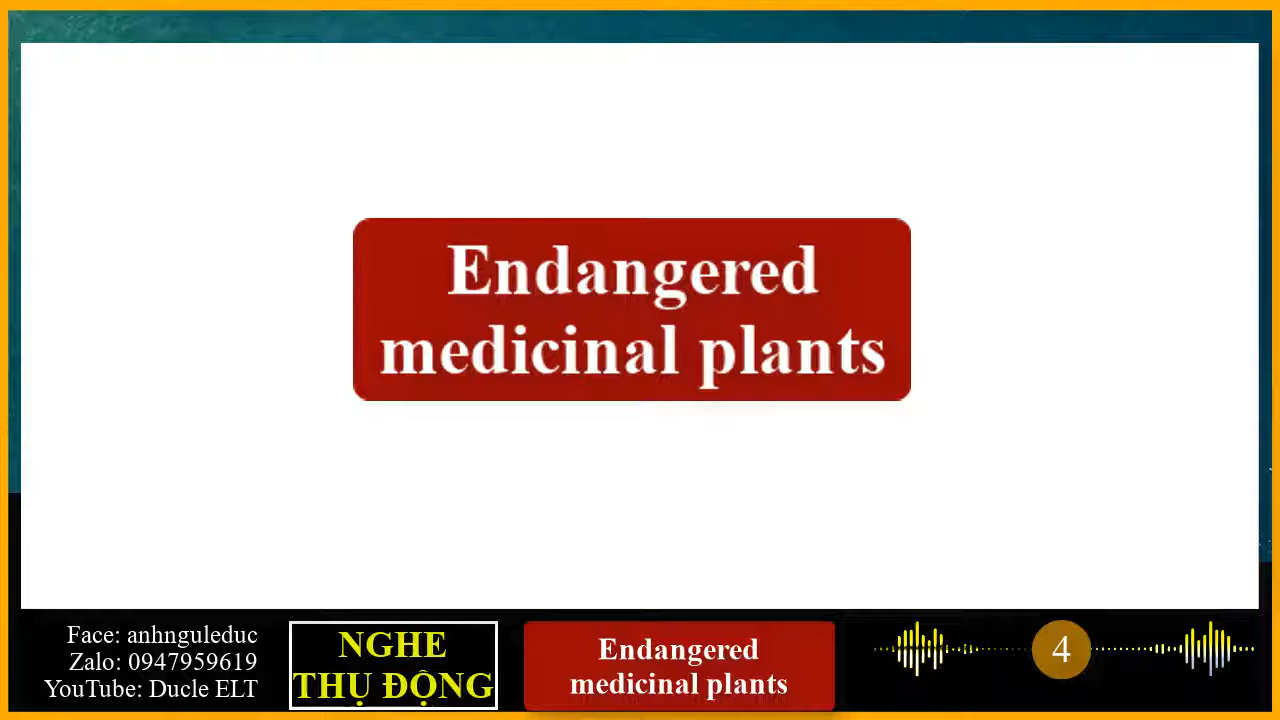 Endangered
medicinal plants
Face: anhnguleduc
Zalo: 0947959619
YouTube: Ducle ELT
NGHE
THỤ ĐỘNG
Endangered
medicinal plants
4